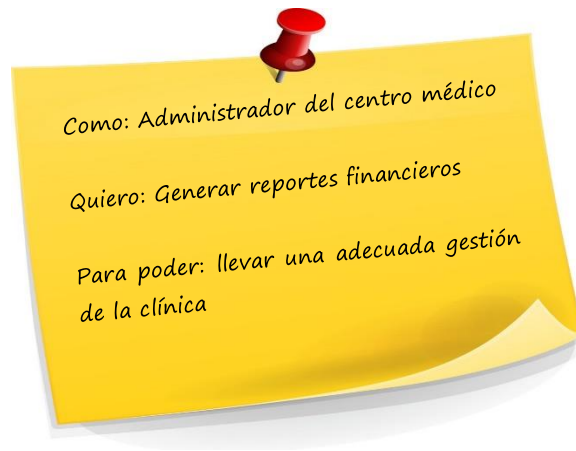 Como: Administrador del centro médico
Quiero: Generar reportes financieros
Para poder: llevar una adecuada gestión
de la clínica